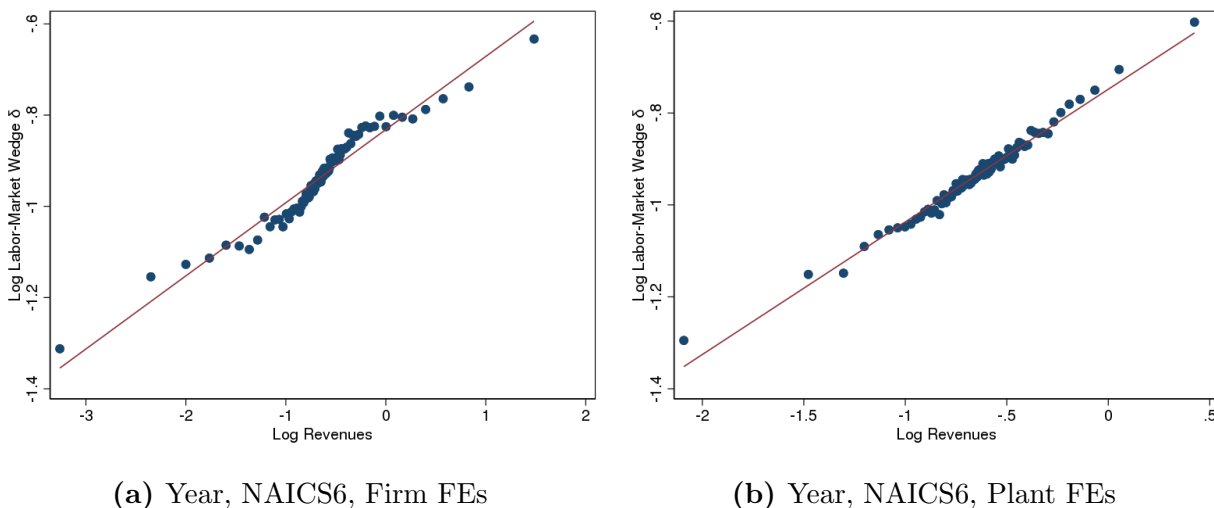 Log Labor-Market Wedge δ
-.6
-.8
-1
-1.2
-1.4
-3 -2 -1 0 1 2
Log Revenues
(a) Year, NAICS6, Firm FEs
Log Labor-Market Wedge δ
-.6
-.8
-1
-1.2
-1.4
-2 -1.5 -1 -.5 0 .5
Log Revenues
(b) Year, NAICS6, Plant FEs